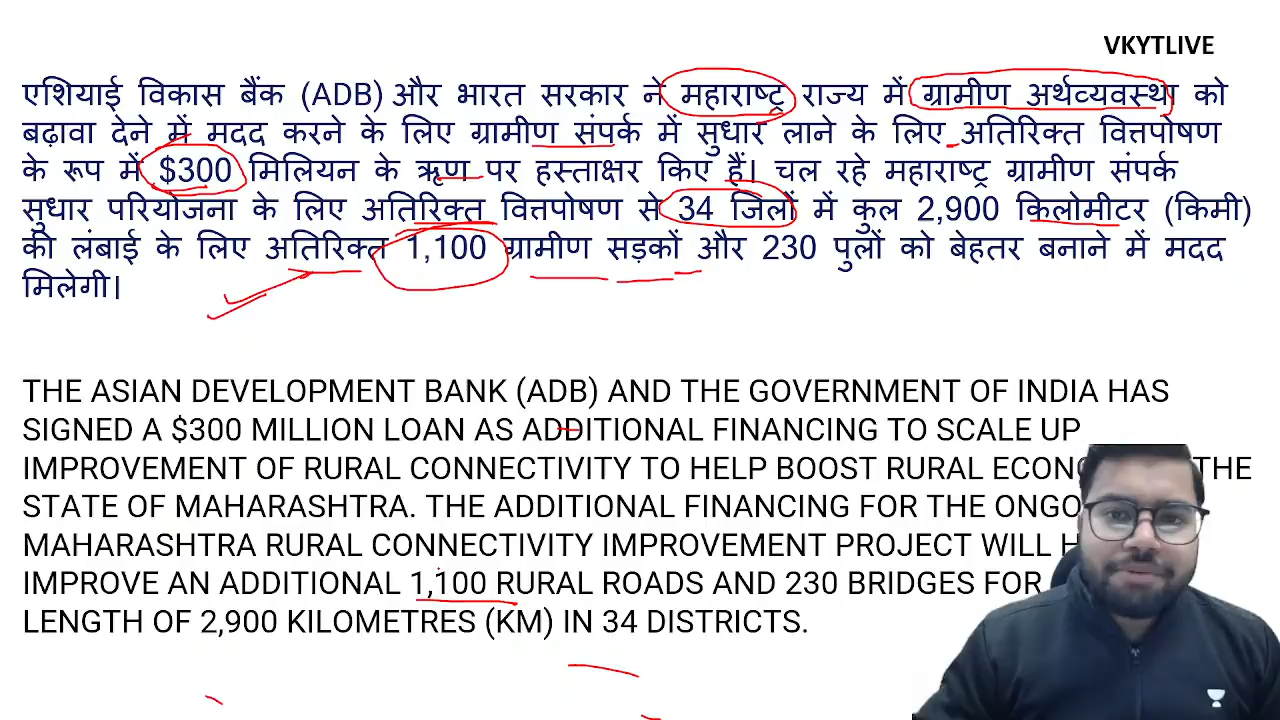 VKYTLIVE
एशियाई विकास बैंक (ADB) और भारत सरकार ने महाराष्ट्र राज्य में ग्रामीण अर्थव्यवस्था को
बढ़ावा देने में मदद करने के लिए ग्रामीण संपर्क में सुधार लाने के लिए अतिरिक्त वित्तपोषण
के रूप में $300 मिलियन के ऋण पर हस्ताक्षर किए हैं। चल रहे महाराष्ट्र ग्रामीण संपर्क
सुधार परियोजना के लिए अतिरिक्त वित्तपोषण से 34 जिलों में कुल 2,900 किलोमीटर (किमी)
की लंबाई के लिए अतिरिक्त 1,100 ग्रामीण सड़कों और 230 पुलों को बेहतर बनाने में मदद
मिलेगी।
THE ASIAN DEVELOPMENT BANK (ADB) AND THE GOVERNMENT OF INDIA HAS
SIGNED A $300 MILLION LOAN AS ADDITIONAL FINANCING TO SCALE UP
IMPROVEMENT OF RURAL CONNECTIVITY TO HELP BOOST RURAL THE
STATE OF MAHARASHTRA. THE ADDITIONAL FINANCING FOR THE
MAHARASHTRA RURAL CONNECTIVITY IMPROVEMENT PROJECT WILL
IMPROVE AN ADDITIONAL 1,100 RURAL ROADS AND 230 BRIDGES FOR
LENGTH OF 2,900 KILOMETRES (KM) IN 34 DISTRICTS.